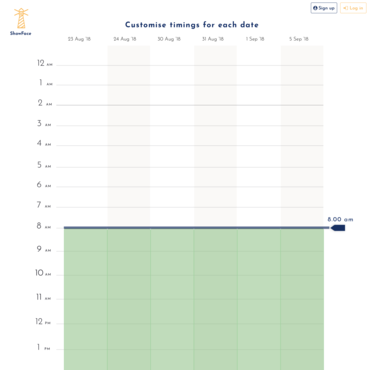 Sign up
Log in
ShowFace
Customise timings for each date
23 Aug '18 24 Aug '18 30 Aug '18 31 Aug '18 1 Sep '18 5 Sep '18
12 AM
1 AM
2 AM
3 AM
4 AM
5 AM
6 AM
7 AM
8 AM 8.00 am
9 AM
10 AM
11 AM
12 PM
1 PM